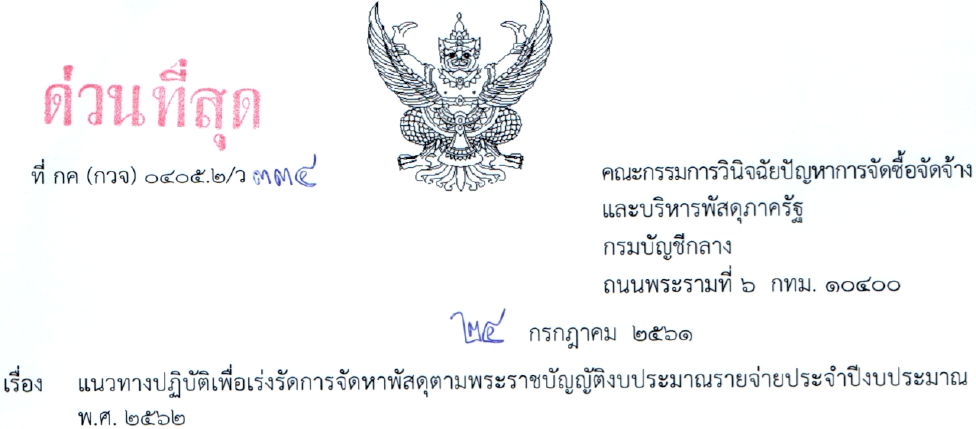 ด่วนที่สุด
ที่ กค (กวจ) ๐๔๐๕.๒/ว ๓๓๔
คณะกรรมการวินิจฉัยปัญหาการจัดซื้อจัดจ้าง
และบริหารพัสดุภาครัฐ
กรมบัญชีกลาง
ถนนพระรามที่ ๖ กทม. ๑๐๔๐๐
๒๔ กรกฎาคม ๒๕๖๑
เรื่อง แนวทางปฏิบัติเพื่อเร่งรัดการจัดหาพัสดุตามพระราชบัญญัติงบประมาณรายจ่ายประจำปีงบประมาณ
พ.ศ. ๒๕๖๒